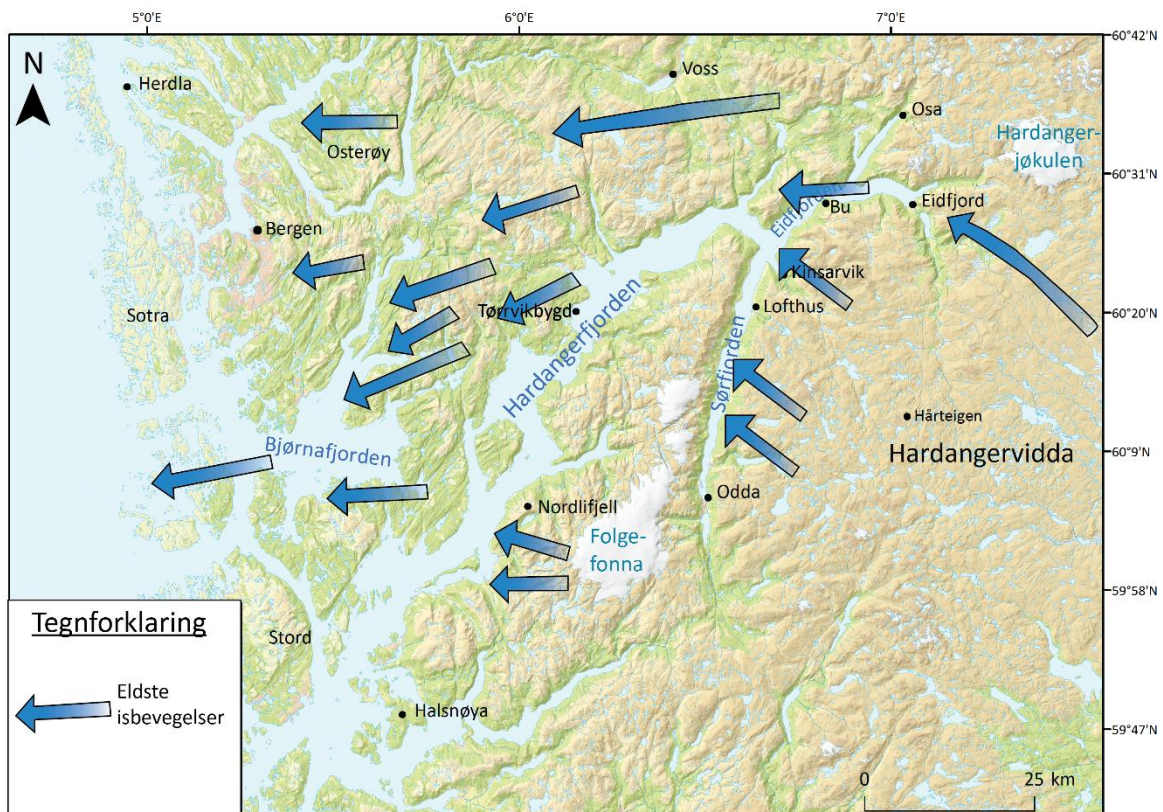 5°0'E
6°0'E
7°0'E
60°42'N
N
Voss
Herdla
Osa
Hardanger-
jøkulen
Osterøy
60°31'N
Eidfjorden
Eidfjord
Bu
Bergen
Kinsarvik
Sotra
Tørrvikbygd
Lofthus
60°20'N
Hardangerfjorden
Sørfjorden
Hårteigen
Bjørnafjorden
Hardangervidda
60°9'N
Odda
Nordlifjell
Folge-
fonna
59°58'N
Tegnforklaring
Stord
Eldste
isbevegelser
Halsnøya
59°47'N
0
25 km